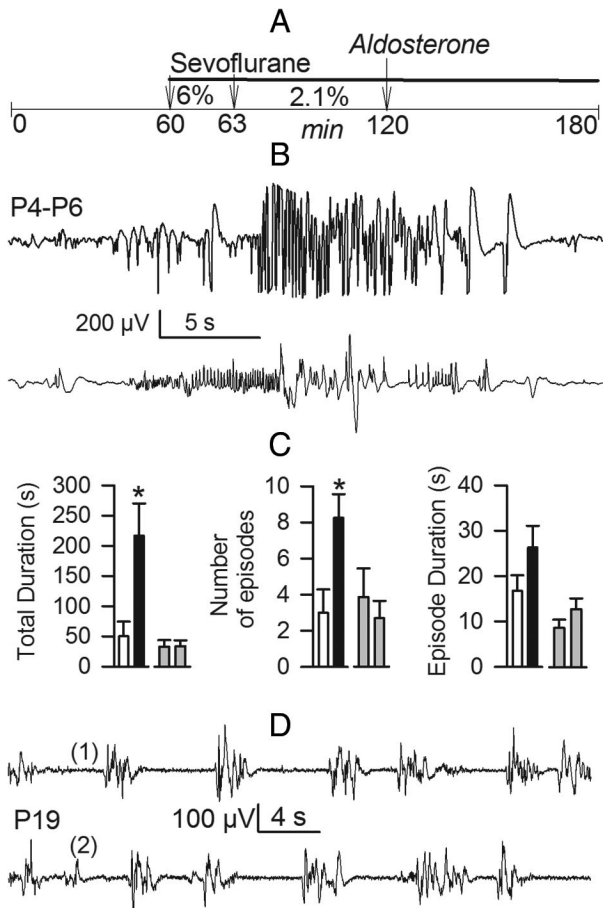 A
Aldosterone
Sevoflurane
6% 2.1%
0 60 63 min 120 180
B
P4-P6
200 µV 5 s
C
Total Duration (s)
300
250
200
150
100
50
0
*
Number
of episodes
10
8
6
4
2
0
*
Episode Duration (s)
40
30
20
10
0
D
(1)
P19
100 µV 4 s
(2)